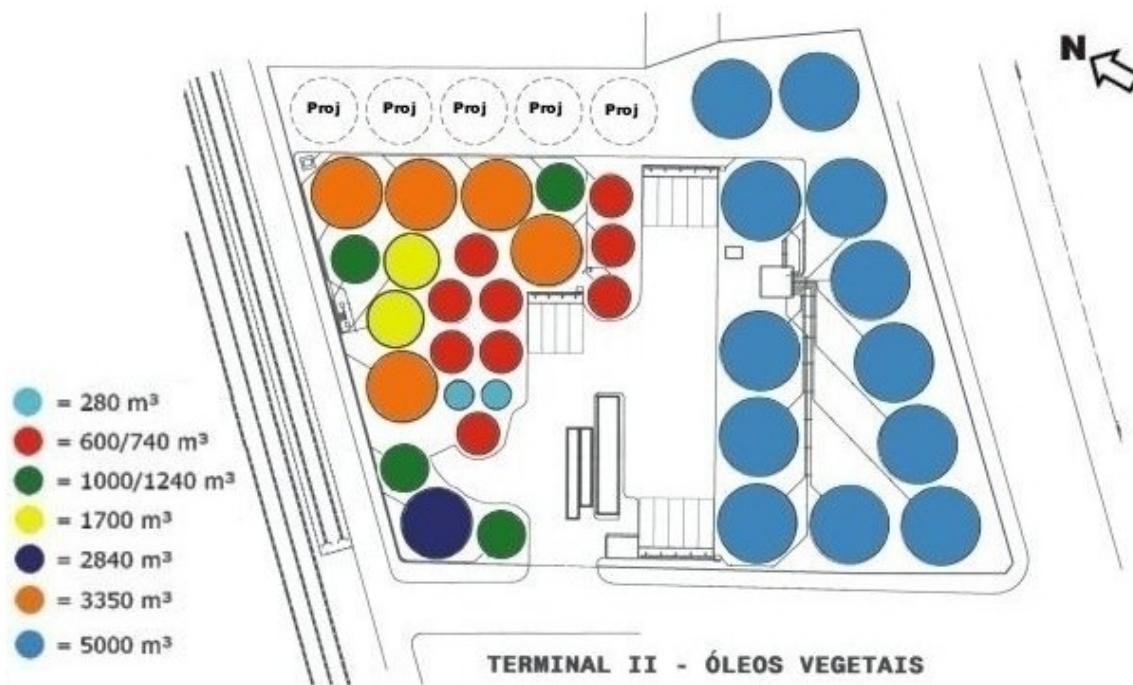 N
Proj Proj Proj Proj Proj
= 280 m³
= 600/740 m³
= 1000/1240 m³
= 1700 m³
= 2840 m³
= 3350 m³
= 5000 m³
TERMINAL II - ÓLEOS VEGETAIS